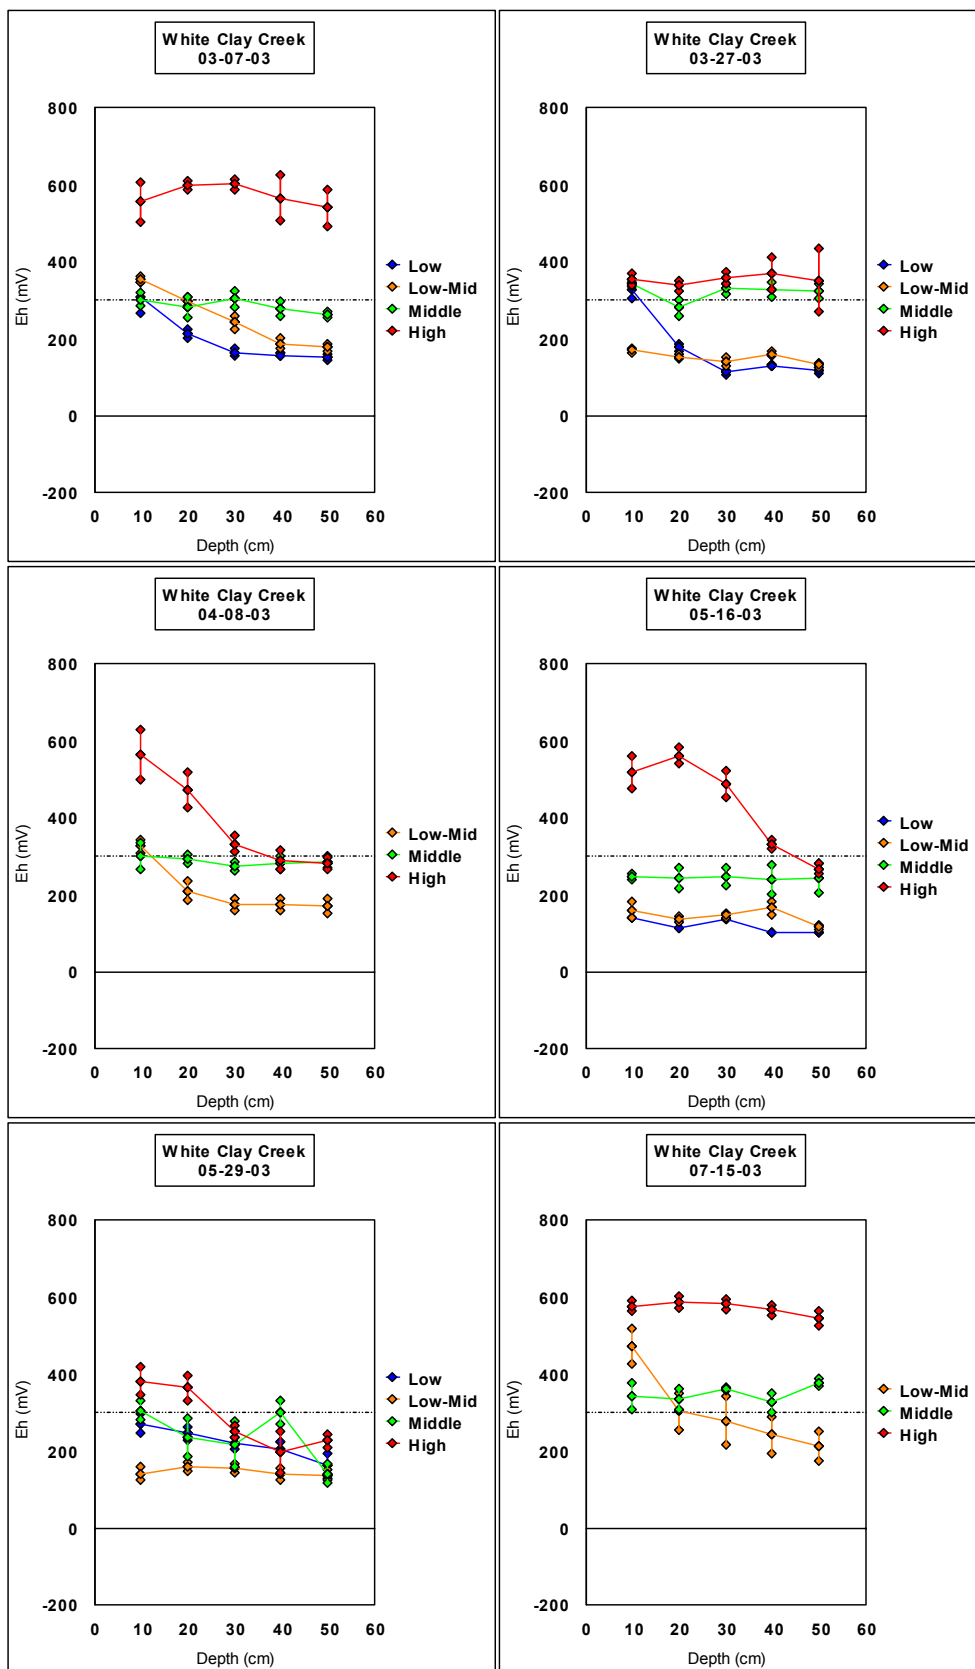 White Clay Creek
03-07-03
800
600
400
200
0
-200
Eh (mV)
0 10 20 30 40 50 60
Depth (cm)
Low
Low-Mid
Middle
High
White Clay Creek
03-27-03
800
600
400
200
0
-200
Eh (mV)
0 10 20 30 40 50 60
Depth (cm)
Low
Low-Mid
Middle
High
White Clay Creek
04-08-03
800
600
400
200
0
-200
Eh (mV)
0 10 20 30 40 50 60
Depth (cm)
Low-Mid
Middle
High
White Clay Creek
05-16-03
800
600
400
200
0
-200
Eh (mV)
0 10 20 30 40 50 60
Depth (cm)
Low
Low-Mid
Middle
High
White Clay Creek
05-29-03
800
600
400
200
0
-200
Eh (mV)
0 10 20 30 40 50 60
Depth (cm)
Low
Low-Mid
Middle
High
White Clay Creek
07-15-03
800
600
400
200
0
-200
Eh (mV)
0 10 20 30 40 50 60
Depth (cm)
Low-Mid
Middle
High